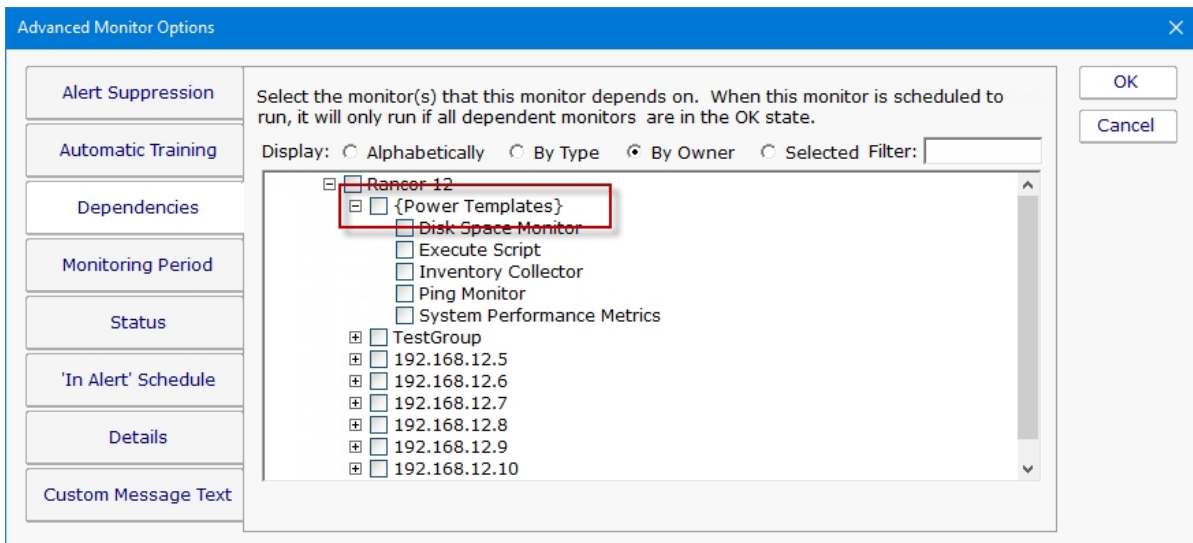 Advanced Monitor Options
Alert Suppression
Automatic Training
Dependencies
Monitoring Period
Status
'In Alert' Schedule
Details
Custom Message Text
Select the monitor(s) that this monitor depends on.  When this monitor is scheduled to
run, it will only run if all dependent monitors  are in the OK state.
Display: Alphabetically By Type By Owner Selected Filter:
Rancor 12
{Power Templates}
Disk Space Monitor
Execute Script
Inventory Collector
Ping Monitor
System Performance Metrics
TestGroup
192.168.12.5
192.168.12.6
192.168.12.7
192.168.12.8
192.168.12.9
192.168.12.10
OK
Cancel